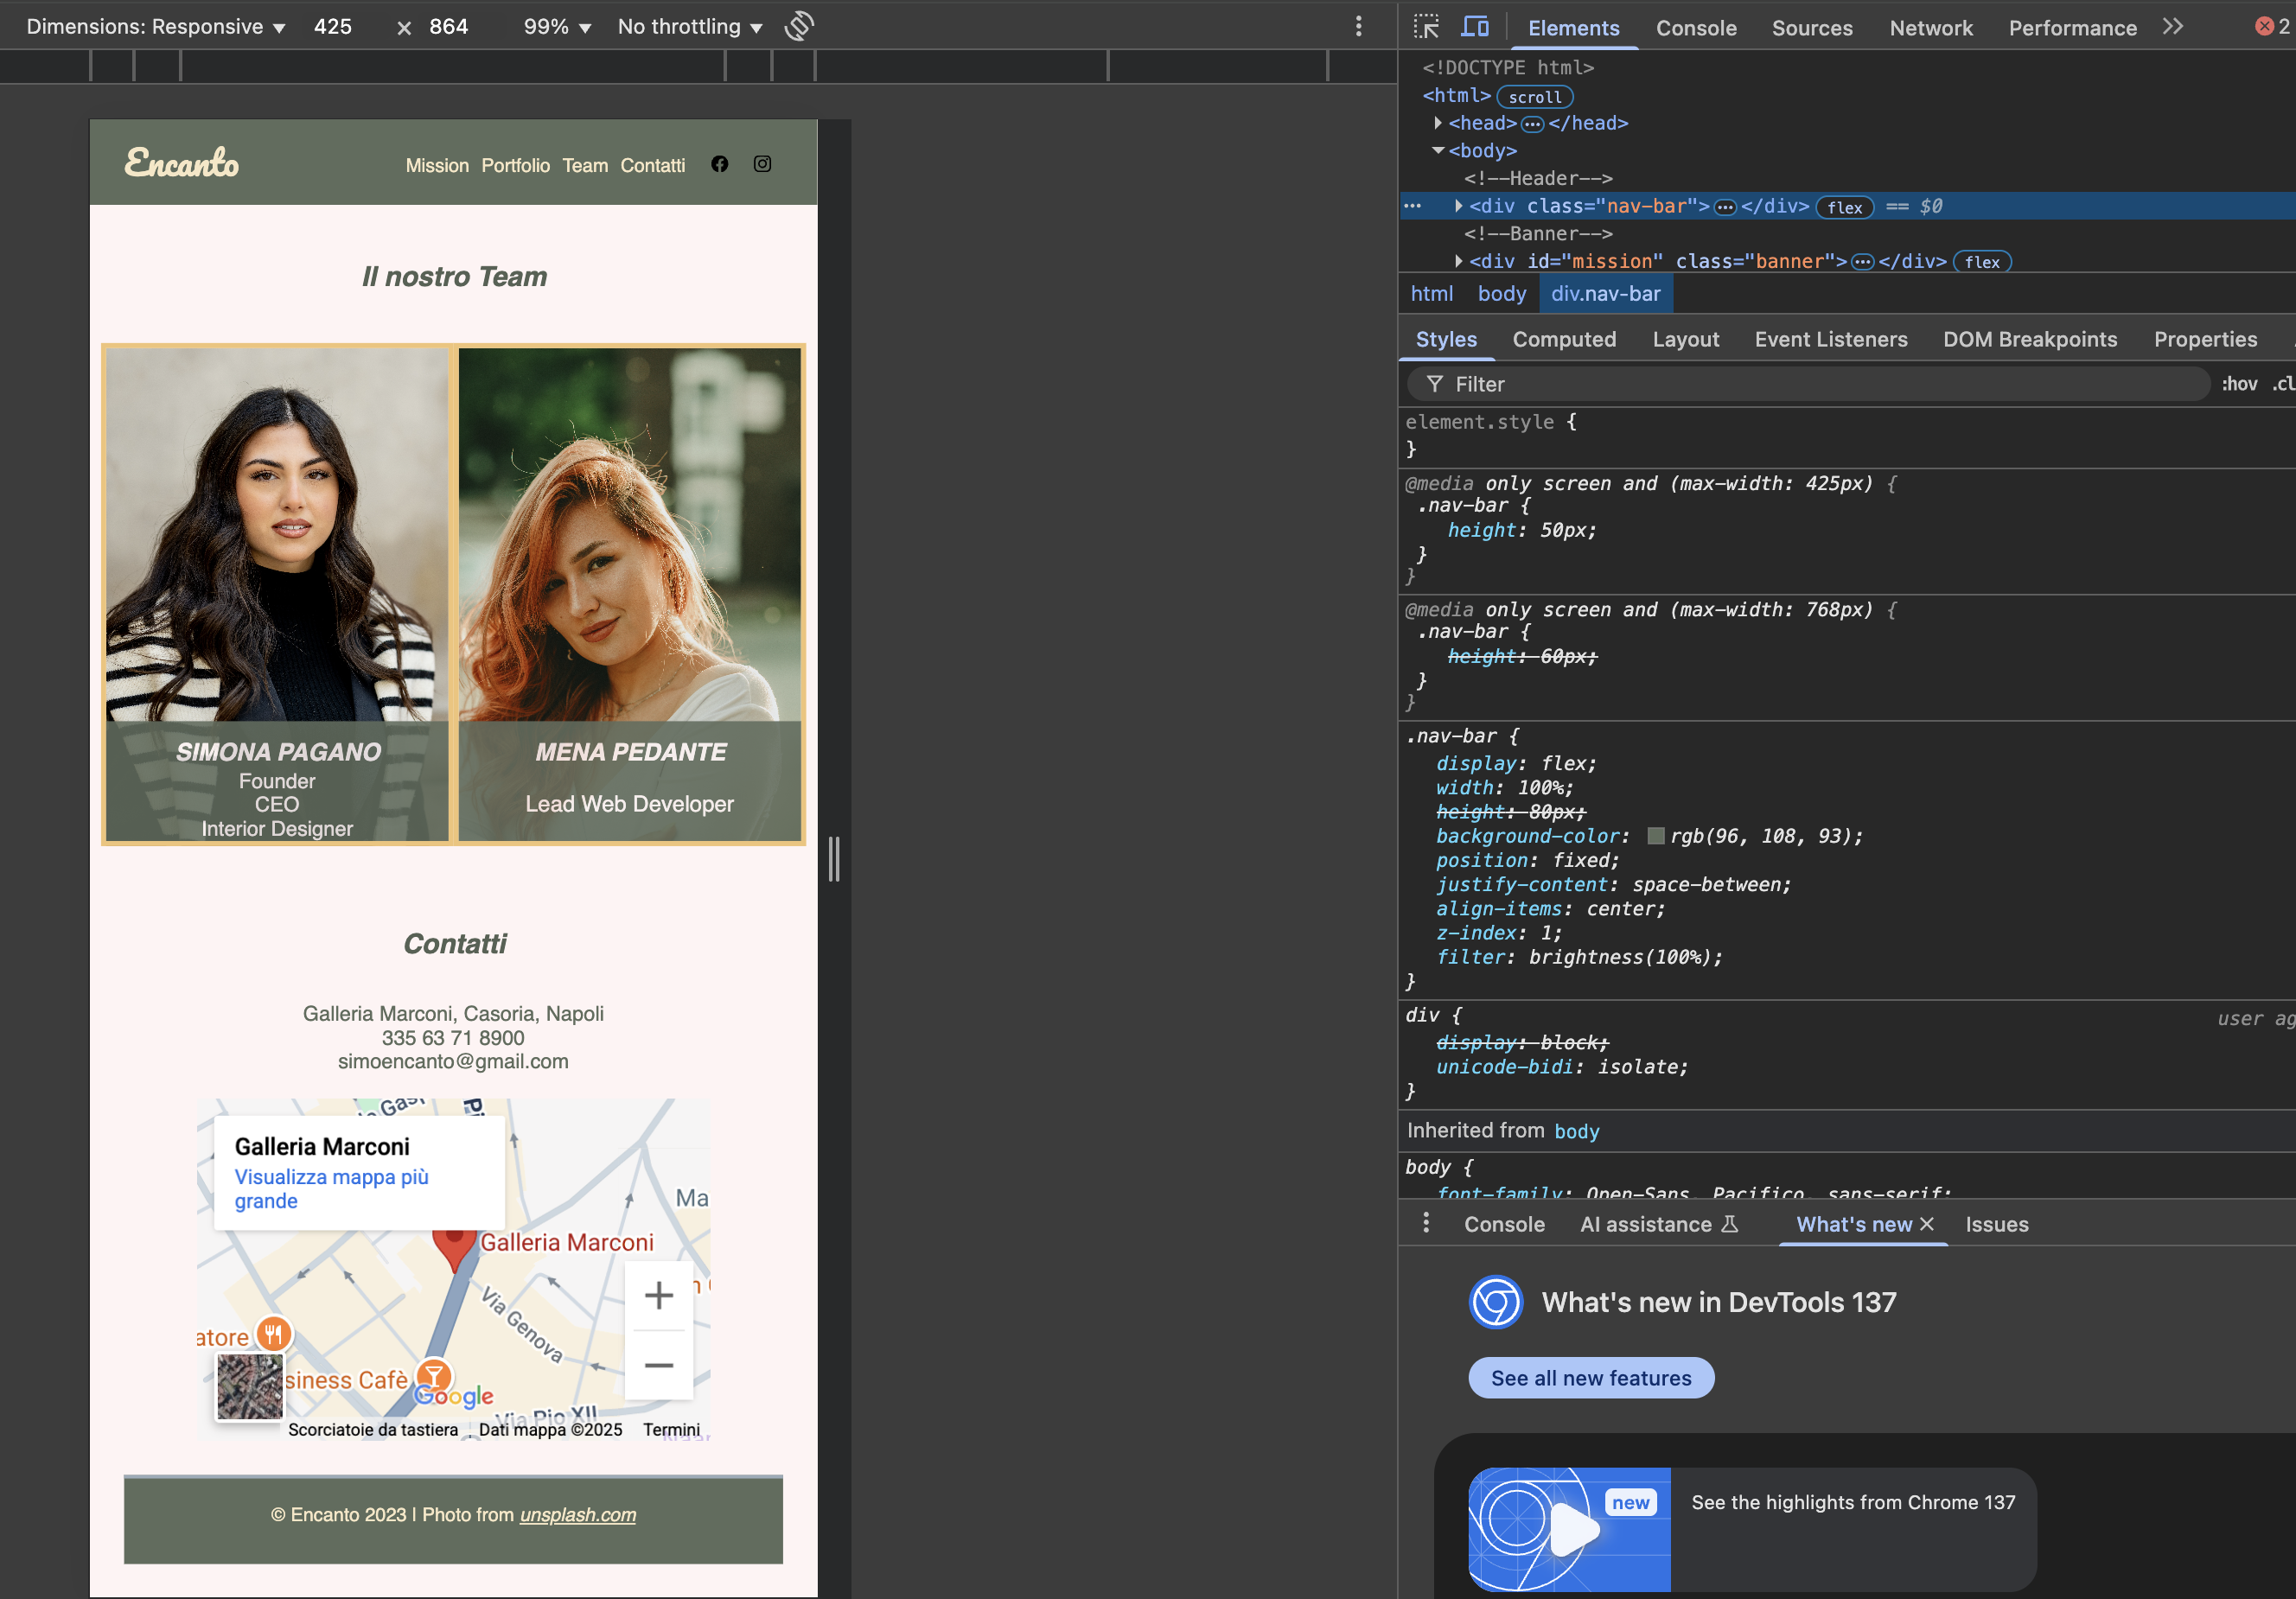 Dimensions: Responsive ▼ 425 × 864 99% ▼ No throttling ▼
Elements Console Sources Network Performance 2
<!DOCTYPE html>
<html> scroll
<head> … </head>
<body>
<!--Header-->
… <div class="nav-bar"> … </div> flex == $0
<!--Banner-->
<div id="mission" class="banner"> … </div> flex
html body div.nav-bar
Styles Computed Layout Event Listeners DOM Breakpoints Properties
Filter :hov .cl
element.style {
}
@media only screen and (max-width: 425px) {
.nav-bar {
height: 50px;
}
}
@media only screen and (max-width: 768px) {
.nav-bar {
height: 60px;
}
}
.nav-bar {
display: flex;
width: 100%;
height: 80px;
background-color: rgb(96, 108, 93);
position: fixed;
justify-content: space-between;
align-items: center;
z-index: 1;
filter: brightness(100%);
}
div { user ag
display: block;
unicode-bidi: isolate;
}
Inherited from body
body {
font-family: Open-Sans, Pacifico, sans-serif;
Console AI assistance What's new × Issues
What's new in DevTools 137
See all new features
new
See the highlights from Chrome 137
Encanto
Mission Portfolio Team Contatti
Il nostro Team
SIMONA PAGANO
Founder
CEO
Interior Designer
MENA PEDANTE
Lead Web Developer
Contatti
Galleria Marconi, Casoria, Napoli
335 63 71 8900
simoencanto@gmail.com
Galleria Marconi
Visualizza mappa più
grande
Ma
Galleria Marconi
Via Genova
atore
siness Cafè
Google
Via Pio XII
Scorciatoie da tastiera Dati mappa ©2025 Termini
© Encanto 2023 | Photo from unsplash.com